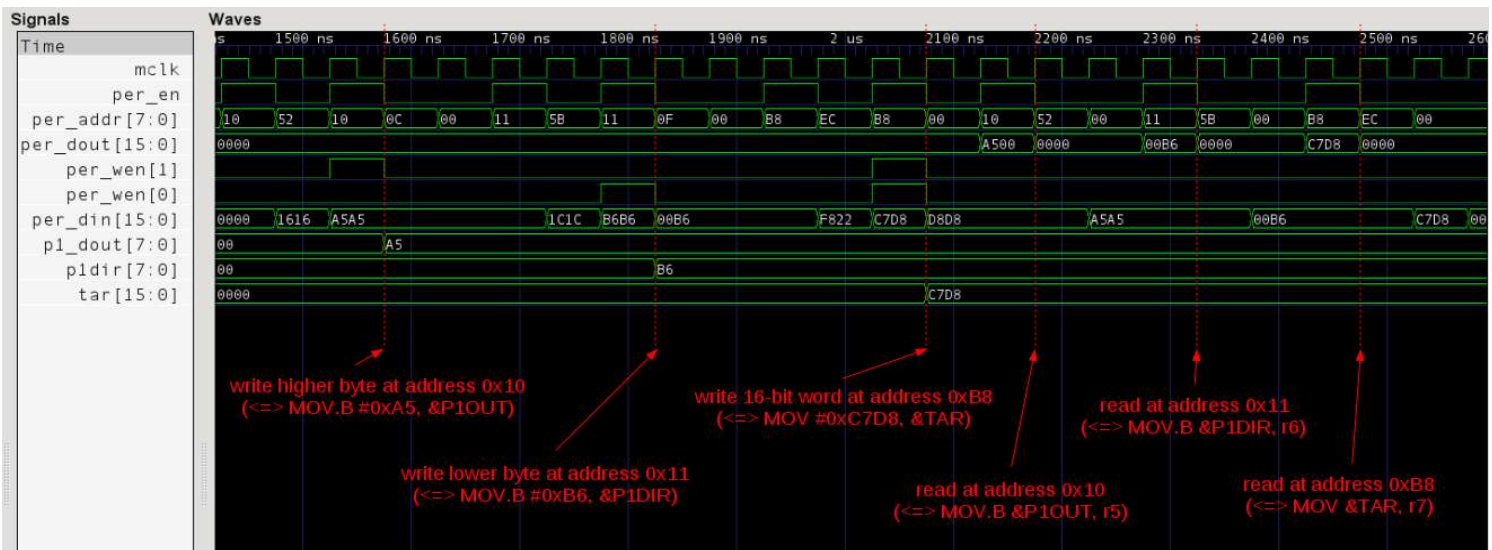 Signals
Waves
Time
s 1500 ns 1600 ns 1700 ns 1800 ns 1900 ns 2 us 2100 ns 2200 ns 2300 ns 2400 ns 2500 ns 260
mclk
per_en
per_addr[7:0] 10 52 10 0C 00 11 5B 11 0F 00 B8 EC B8 00 10 52 00 11 5B 00 B8 EC 00
per_dout[15:0] 0000 A500 0000 00B6 0000 C7D8 0000
per_wen[1]
per_wen[0]
per_din[15:0] 0000 1616 A5A5 1C1C B6B6 00B6 F822 C7D8 D8D8 A5A5 00B6 C7D8 00
p1_dout[7:0] 00 A5
p1dir[7:0] 00 B6
tar[15:0] 0000 C7D8
write higher byte at address 0x10
(<=> MOV.B #0xA5, &P1OUT)
write lower byte at address 0x11
(<=> MOV.B #0xB6, &P1DIR)
write 16-bit word at address 0xB8
(<=> MOV #0xC7D8, &TAR)
read at address 0x10
(<=> MOV.B &P1OUT, r5)
read at address 0x11
(<=> MOV.B &P1DIR, r6)
read at address 0xB8
(<=> MOV &TAR, r7)